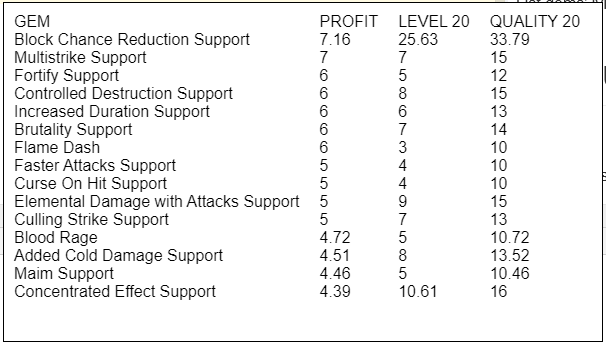 GEM PROFIT LEVEL 20 QUALITY 20
Block Chance Reduction Support 7.16 25.63 33.79
Multistrike Support 7 7 15
Fortify Support 6 5 12
Controlled Destruction Support 6 8 15
Increased Duration Support 6 6 13
Brutality Support 6 7 14
Flame Dash 6 3 10
Faster Attacks Support 5 4 10
Curse On Hit Support 5 4 10
Elemental Damage with Attacks Support 5 9 15
Culling Strike Support 5 7 13
Blood Rage 4.72 5 10.72
Added Cold Damage Support 4.51 8 13.52
Maim Support 4.46 5 10.46
Concentrated Effect Support 4.39 10.61 16